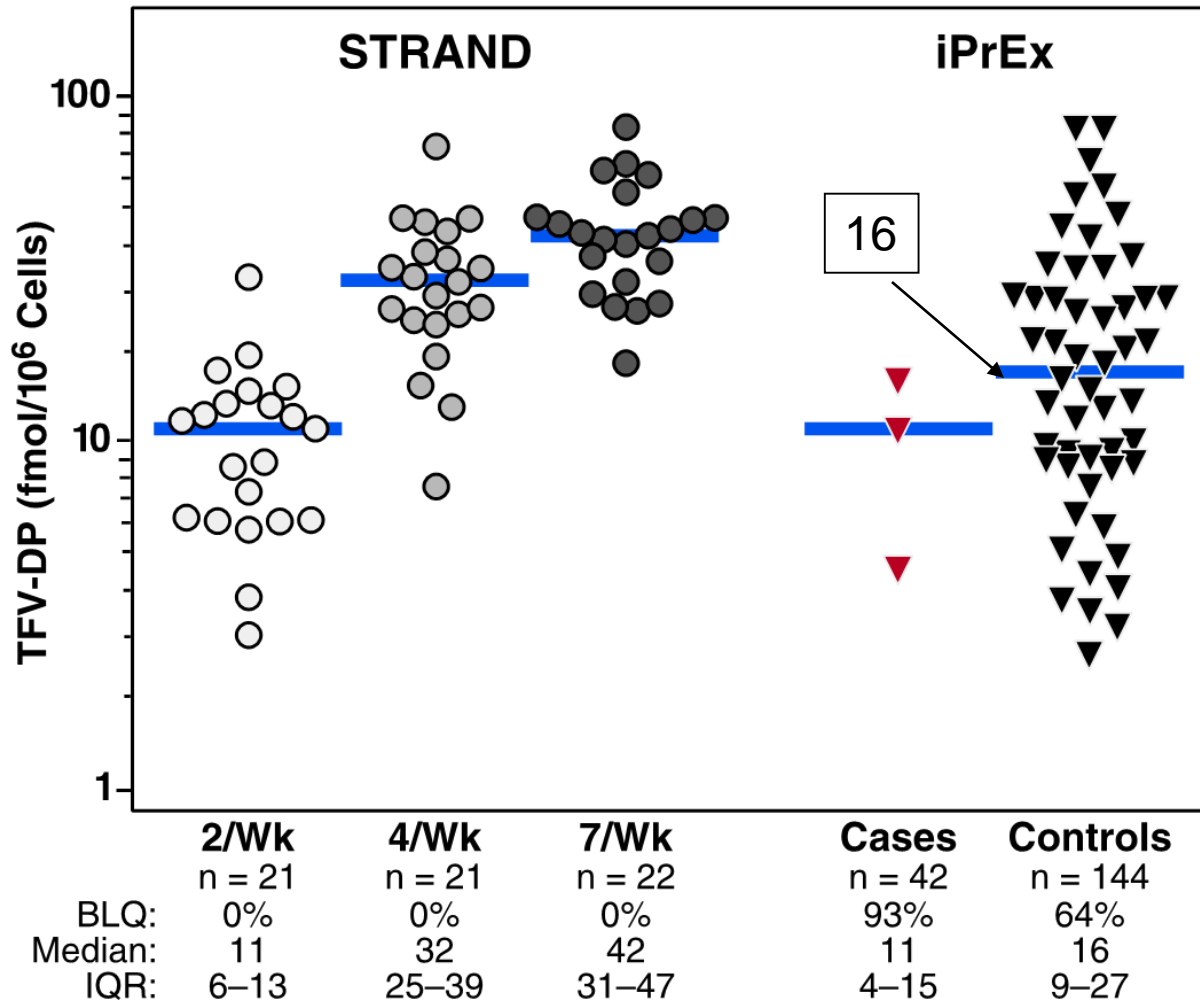 STRAND iPrEx
TFV-DP (fmol/10⁶ Cells)
100
16
10
1
2/Wk 4/Wk 7/Wk Cases Controls
n = 21 n = 21 n = 22 n = 42 n = 144
BLQ: 0% 0% 0% 93% 64%
Median: 11 32 42 11 16
IQR: 6–13 25–39 31–47 4–15 9–27